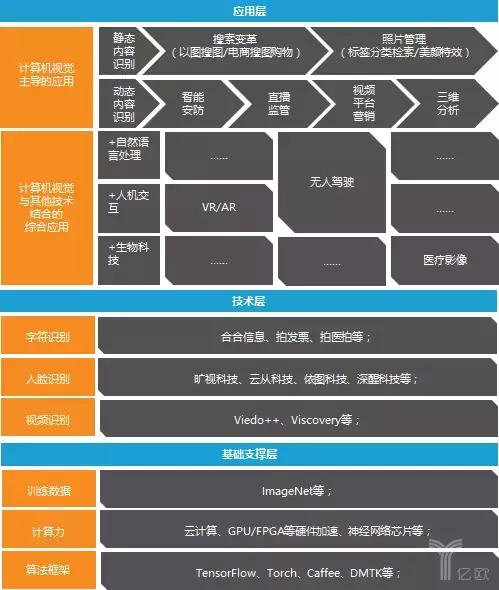 应用层
计算机视觉
主导的应用
静态
内容
识别
搜索变革
(以图搜图/电商搜图购物)
照片管理
(标签分类检索/美颜特效)
动态
内容
识别
智能
安防
直播
监管
视频
平台
营销
三维
分析
计算机视觉
与其他技术
结合的
综合应用
+自然语
言处理
......
无人驾驶
......
+人机交
互
VR/AR
......
+生物科
技
......
......
医疗影像
技术层
字符识别
合合信息、拍发票、拍医拍等；
人脸识别
旷视科技、云从科技、依图科技、深醒科技等；
视频识别
Viedo++、Viscovery等；
基础支撑层
训练数据
ImageNet等；
计算力
云计算、GPU/FPGA等硬件加速、神经网络芯片等；
算法框架
TensorFlow、Torch、Caffee、DMTK等；
亿欧